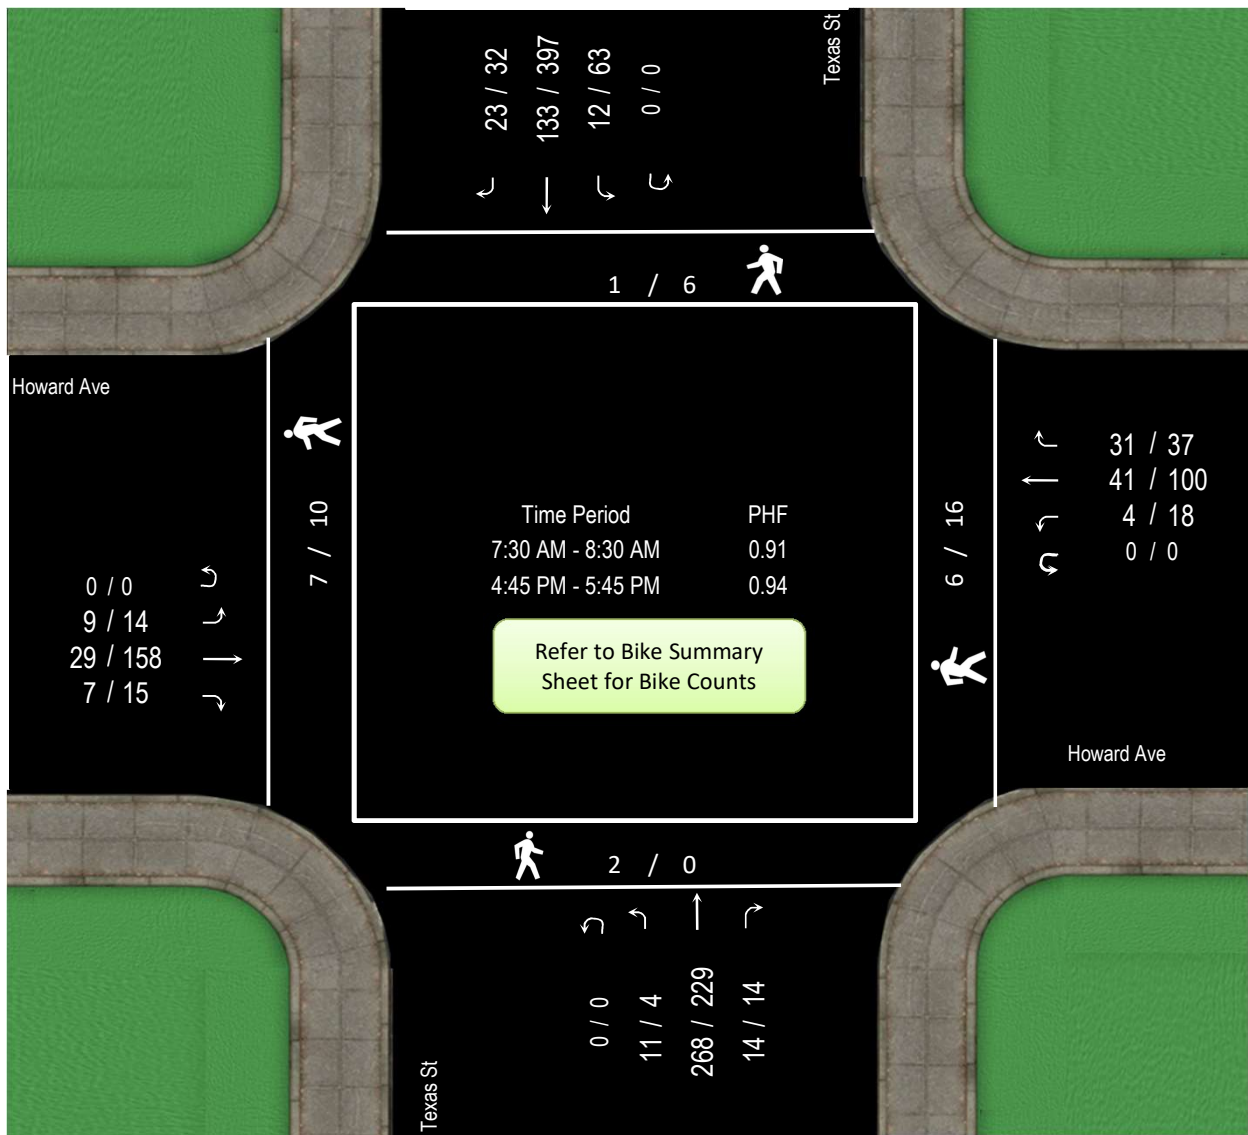 Texas St
23 / 32
133 / 397
12 / 63
0 / 0
1 / 6
Howard Ave
31 / 37
41 / 100
4 / 18
0 / 0
7 / 10
6 / 16
Time Period PHF
7:30 AM - 8:30 AM 0.91
4:45 PM - 5:45 PM 0.94
0 / 0
9 / 14
29 / 158
7 / 15
Refer to Bike Summary
Sheet for Bike Counts
Howard Ave
2 / 0
0 / 0
11 / 4
268 / 229
14 / 14
Texas St